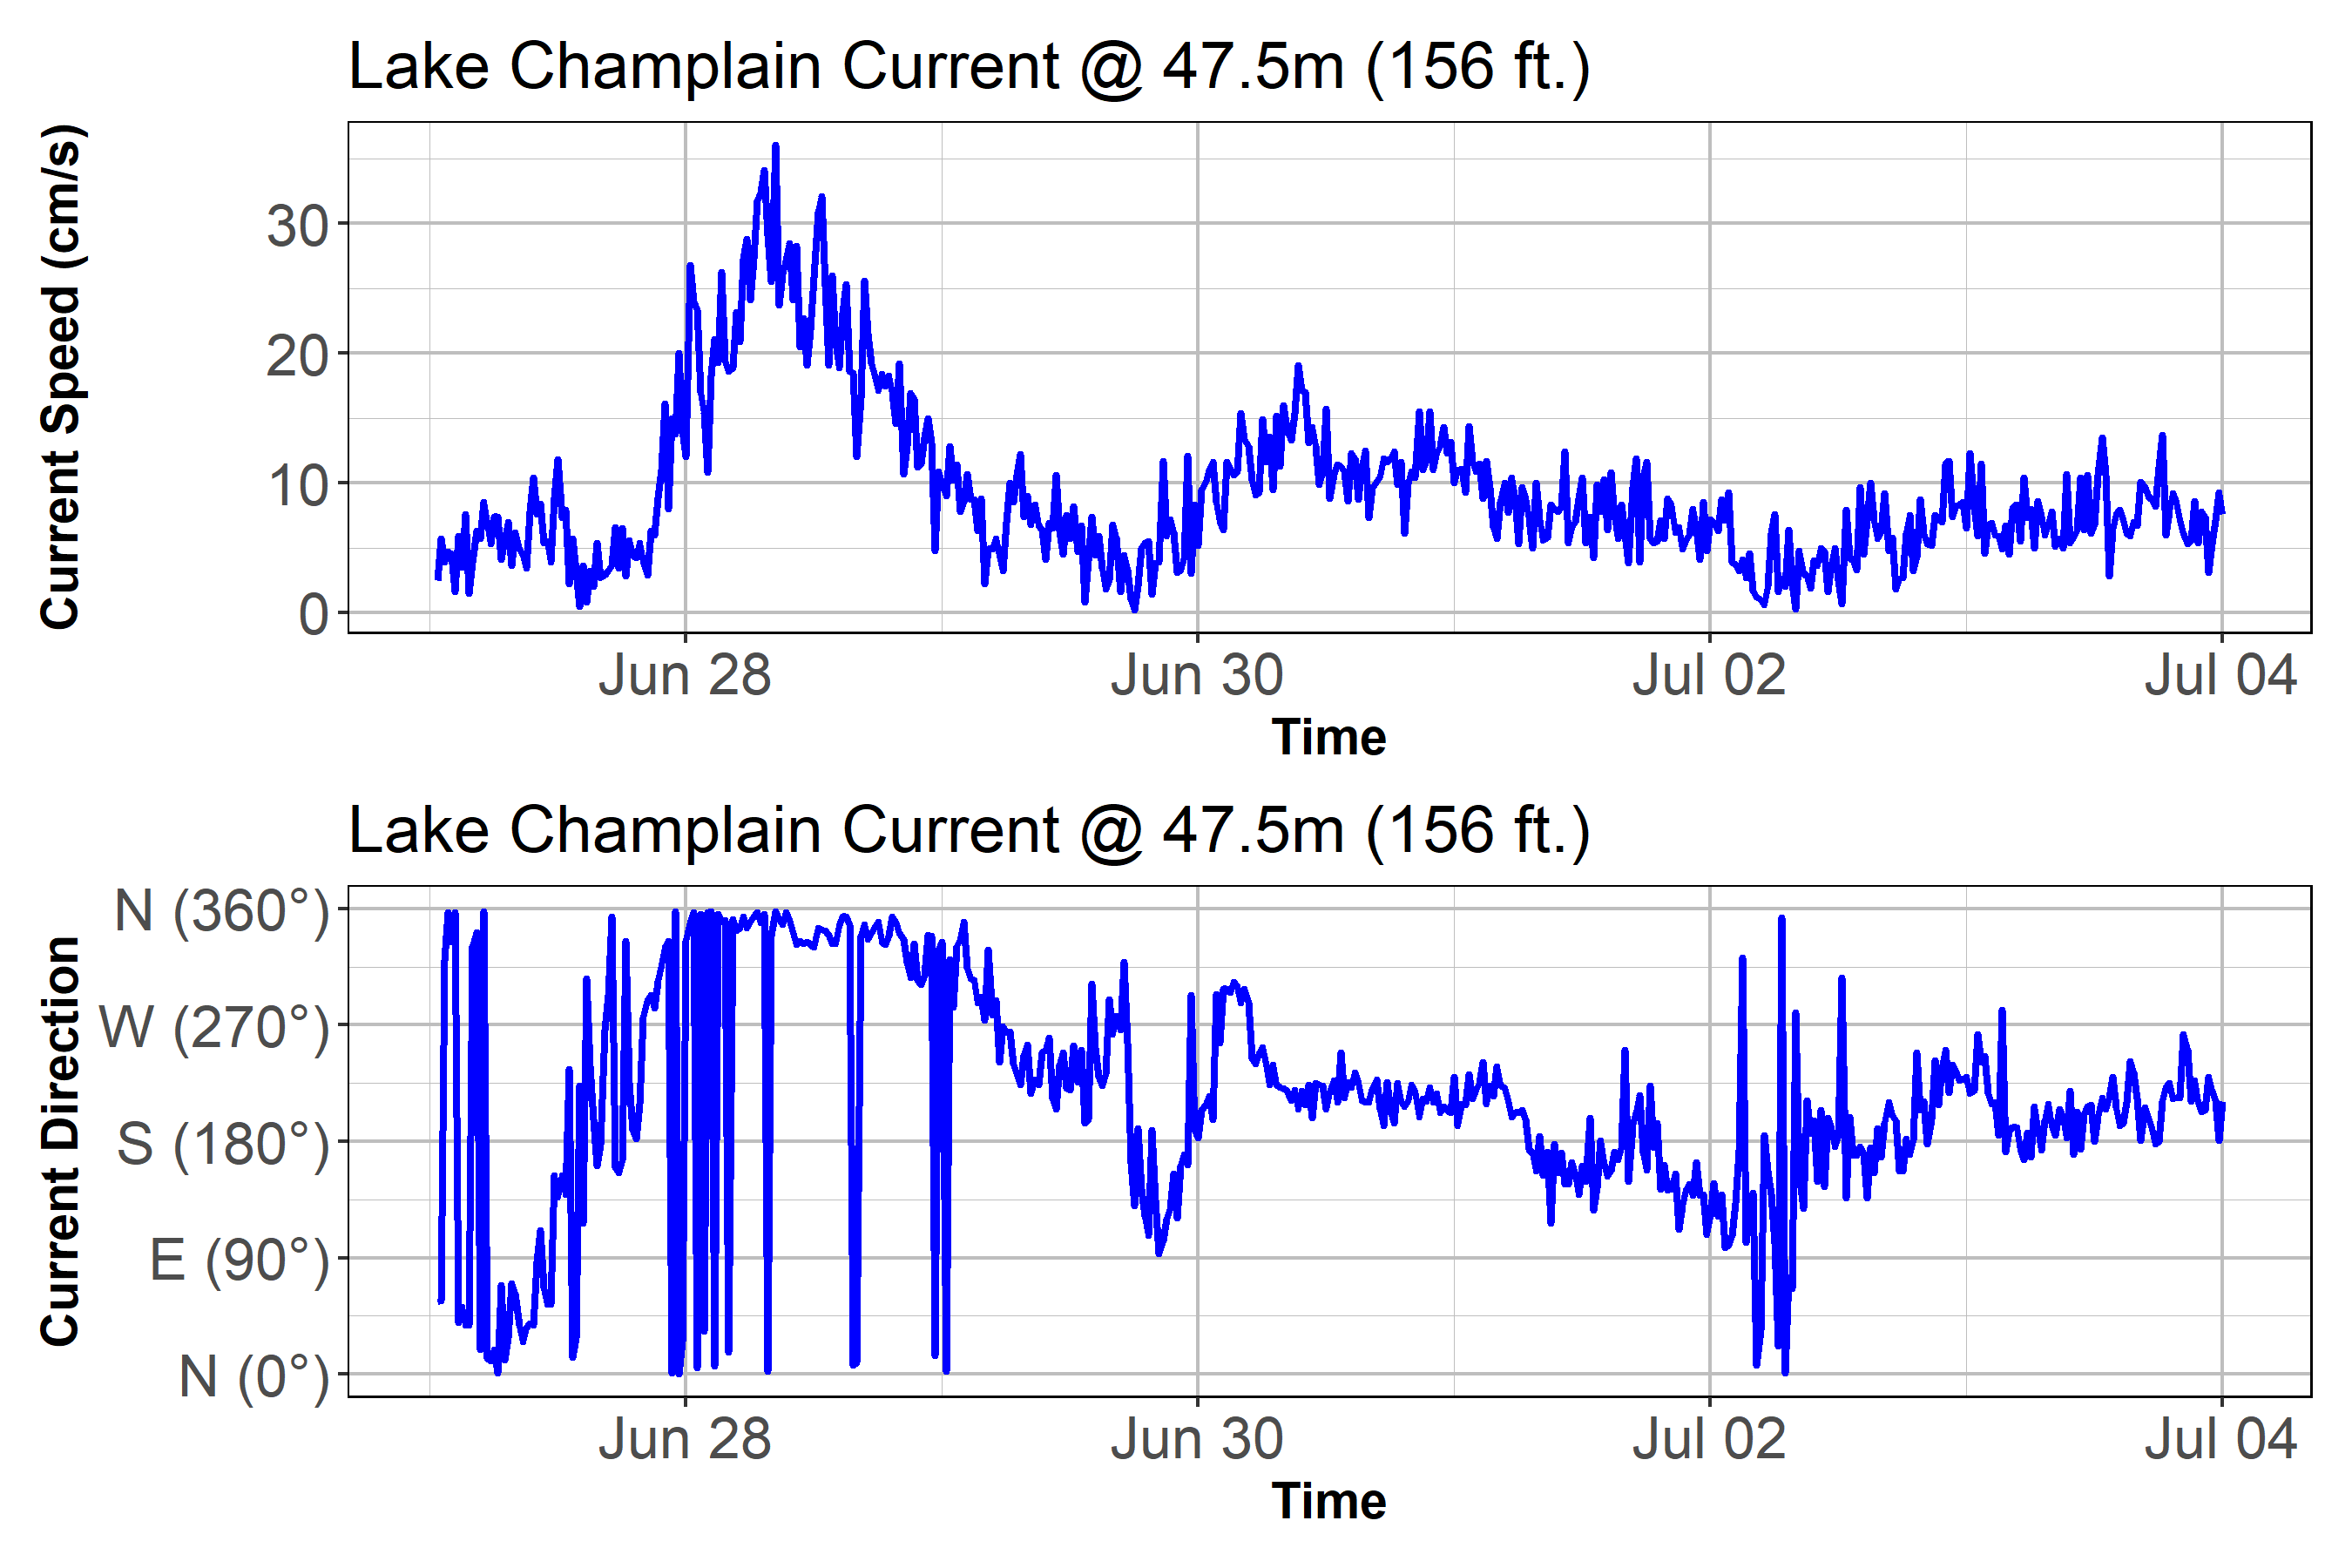 Lake Champlain Current @ 47.5m (156 ft.)
Current Speed (cm/s)
30
20
10
0
Jun 28
Jun 30
Jul 02
Jul 04
Time
Lake Champlain Current @ 47.5m (156 ft.)
Current Direction
N (360°)
W (270°)
S (180°)
E (90°)
N (0°)
Jun 28
Jun 30
Jul 02
Jul 04
Time